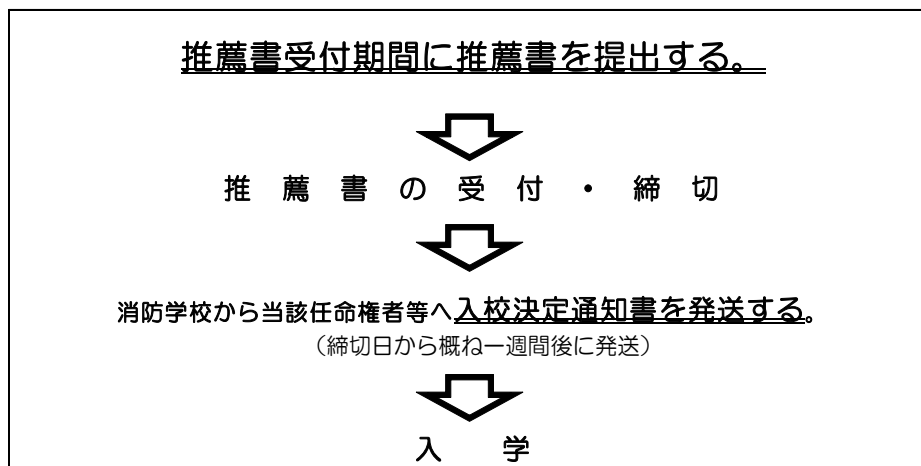 推薦書受付期間に推薦書を提出する。
推薦書の受付・締切
消防学校から当該任命権者等へ入校決定通知書を発送する。
（締切日から概ね一週間後に発送）
入学